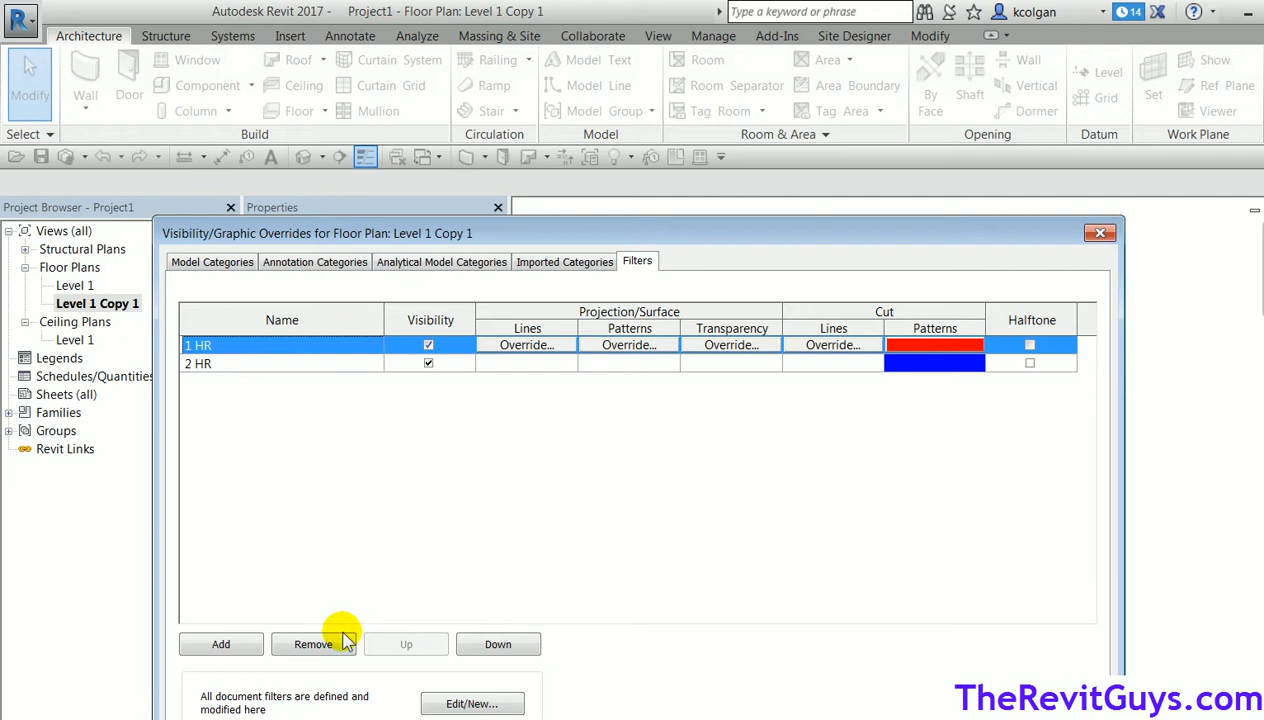 Autodesk Revit 2017 - Project1 - Floor Plan: Level 1 Copy 1
Type a keyword or phrase
kcolgan
14
Architecture Structure Systems Insert Annotate Analyze Massing & Site Collaborate View Manage Add-Ins Site Designer Modify
Modify
Wall
Door
Window
Component
Column
Roof
Ceiling
Floor
Curtain System
Curtain Grid
Mullion
Railing
Ramp
Stair
Model Text
Model Line
Model Group
Room
Room Separator
Tag Room
Area
Area Boundary
Tag Area
By
Face
Shaft
Wall
Vertical
Dormer
Level
Grid
Set
Show
Ref Plane
Viewer
Select Build Circulation Model Room & Area Opening Datum Work Plane
Project Browser - Project1
Properties
Views (all)
Structural Plans
Floor Plans
Level 1
Level 1 Copy 1
Ceiling Plans
Level 1
Legends
Schedules/Quantities
Sheets (all)
Families
Groups
Revit Links
Visibility/Graphic Overrides for Floor Plan: Level 1 Copy 1
Model Categories Annotation Categories Analytical Model Categories Imported Categories Filters
Name Visibility Projection/Surface Cut Halftone
Lines Patterns Transparency Lines Patterns
1 HR Override... Override... Override... Override...
2 HR
Add Remove Up Down
All document filters are defined and
modified here
Edit/New...
TheRevitGuys.com